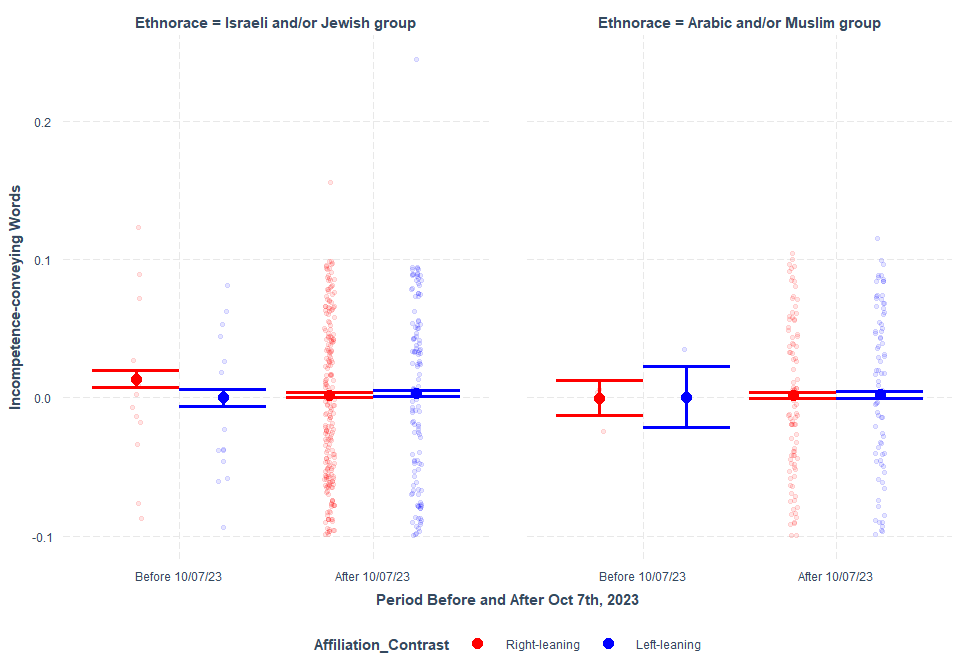 Ethnorace = Israeli and/or Jewish group
Ethnorace = Arabic and/or Muslim group
Incompetence-conveying Words
0.2
0.1
0.0
-0.1
Before 10/07/23
After 10/07/23
Before 10/07/23
After 10/07/23
Period Before and After Oct 7th, 2023
Affiliation_Contrast
Right-leaning
Left-leaning